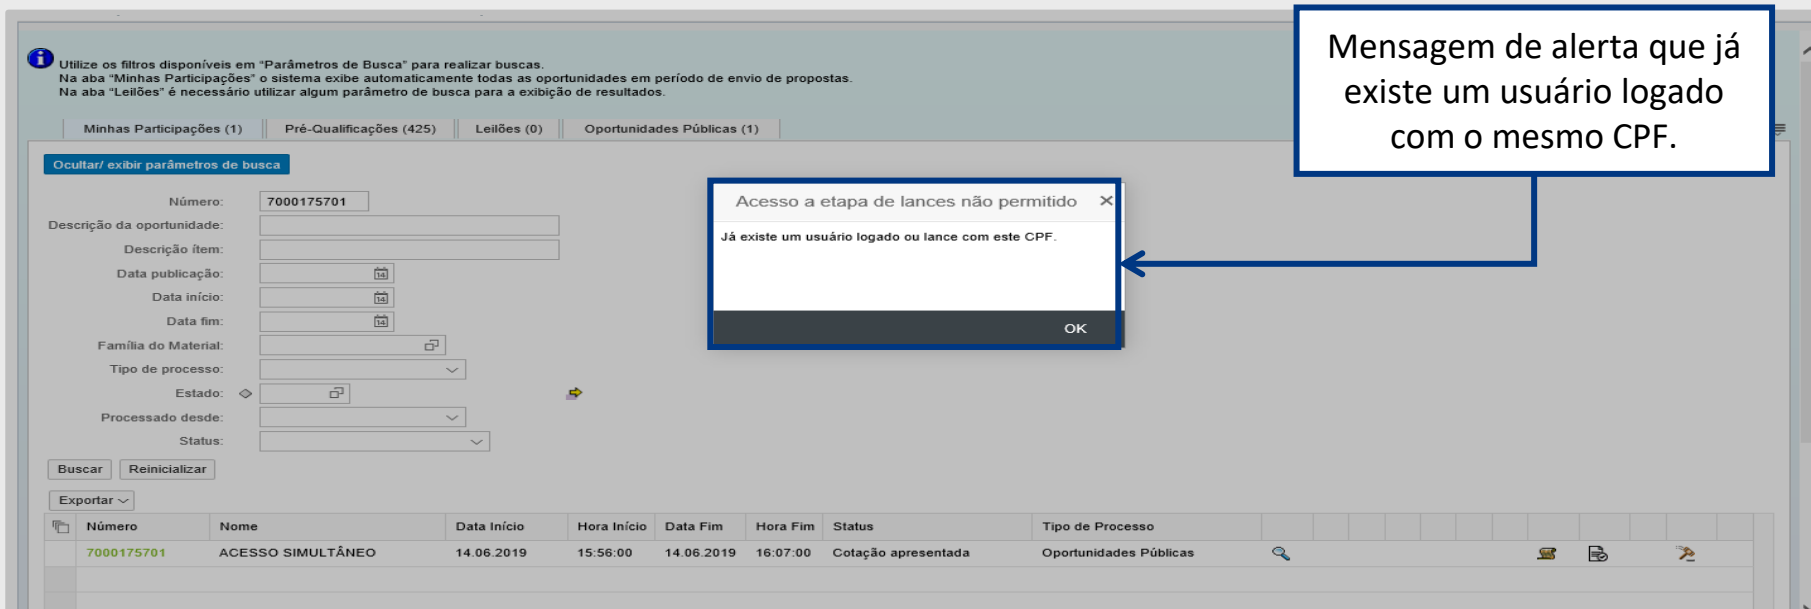 Mensagem de alerta que já
existe um usuário logado
com o mesmo CPF.
Utilize os filtros disponíveis em "Parâmetros de Busca" para realizar buscas.
Na aba "Minhas Participações" o sistema exibe automaticamente todas as oportunidades em período de envio de propostas.
Na aba "Leilões" é necessário utilizar algum parâmetro de busca para a exibição de resultados.
Minhas Participações (1) Pré-Qualificações (425) Leilões (0) Oportunidades Públicas (1)
Ocultar/ exibir parâmetros de busca
Número: 7000175701
Descrição da oportunidade:
Descrição ítem:
Data publicação: 14
Data início: 14
Data fim: 14
Família do Material:
Tipo de processo:
Estado:
Processado desde:
Status:
Acesso a etapa de lances não permitido
Já existe um usuário logado ou lance com este CPF.
OK
Buscar Reinicializar
Exportar
Número Nome Data Início Hora Início Data Fim Hora Fim Status Tipo de Processo
7000175701 ACESSO SIMULTÂNEO 14.06.2019 15:56:00 14.06.2019 16:07:00 Cotação apresentada Oportunidades Públicas